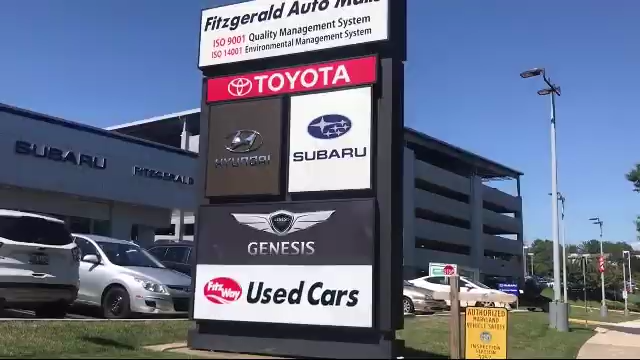 Fitzgerald Auto Malls
ISO 9001 Quality Management System
ISO 14001 Environmental Management System
TOYOTA
HYUNDAI
SUBARU
SUBARU
FITZGERALD
GENESIS
FitzWay Used Cars
AUTHORIZED
MARYLAND
VEHICLE SAFETY
INSPECTION
STATION